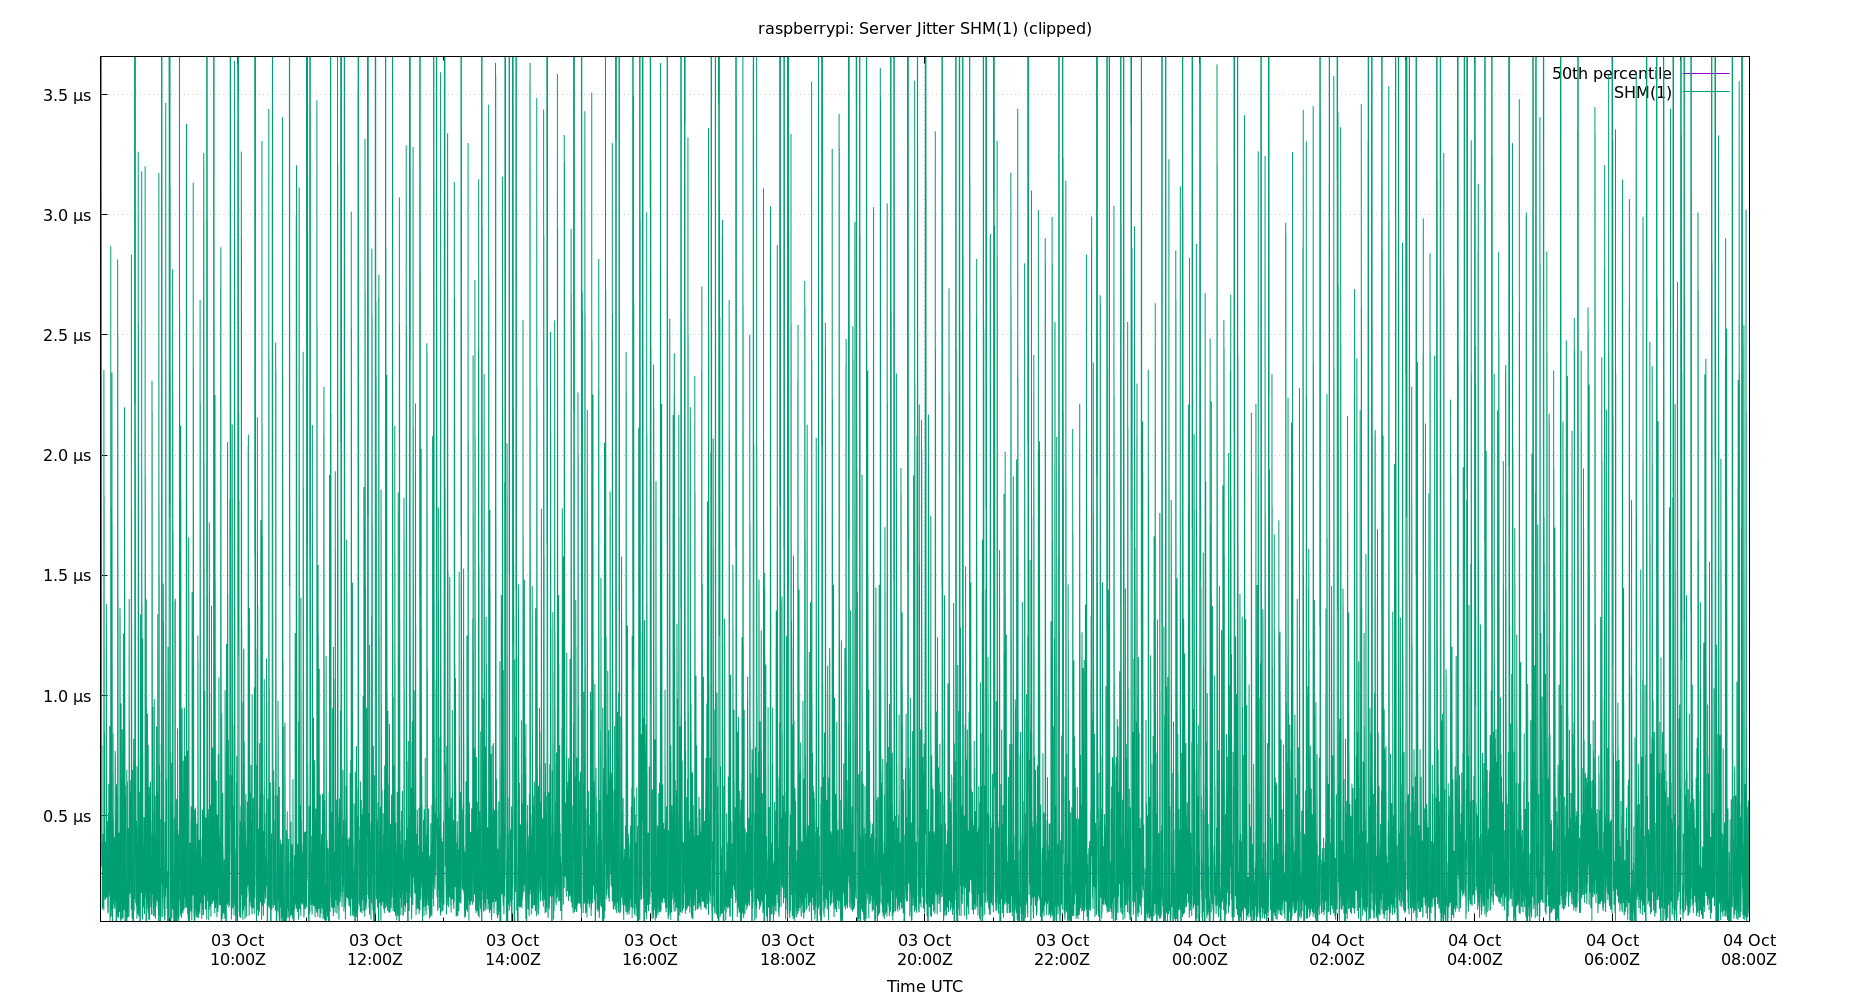 raspberrypi: Server Jitter SHM(1) (clipped)
50th percentile
SHM(1)
3.5 μs
3.0 μs
2.5 μs
2.0 μs
1.5 μs
1.0 μs
0.5 μs
03 Oct 03 Oct 03 Oct 03 Oct 03 Oct 03 Oct 03 Oct 04 Oct 04 Oct 04 Oct 04 Oct 04 Oct
10:00Z 12:00Z 14:00Z 16:00Z 18:00Z 20:00Z 22:00Z 00:00Z 02:00Z 04:00Z 06:00Z 08:00Z
Time UTC